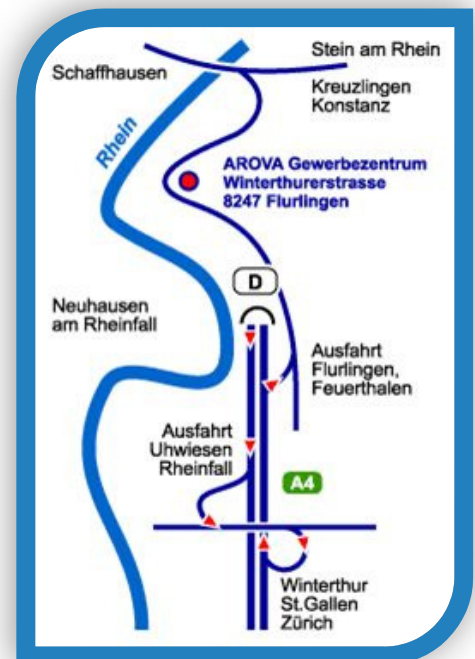 Stein am Rhein
Schaffhausen
Kreuzlingen
Konstanz
Rhein
AROVA Gewerbezentrum
Winterthurerstrasse
8247 Flurlingen
D
Neuhausen
am Rheinfall
Ausfahrt
Flurlingen,
Feuerthalen
Ausfahrt
Uhwiesen
Rheinfall
A4
Winterthur
St.Gallen
Zürich